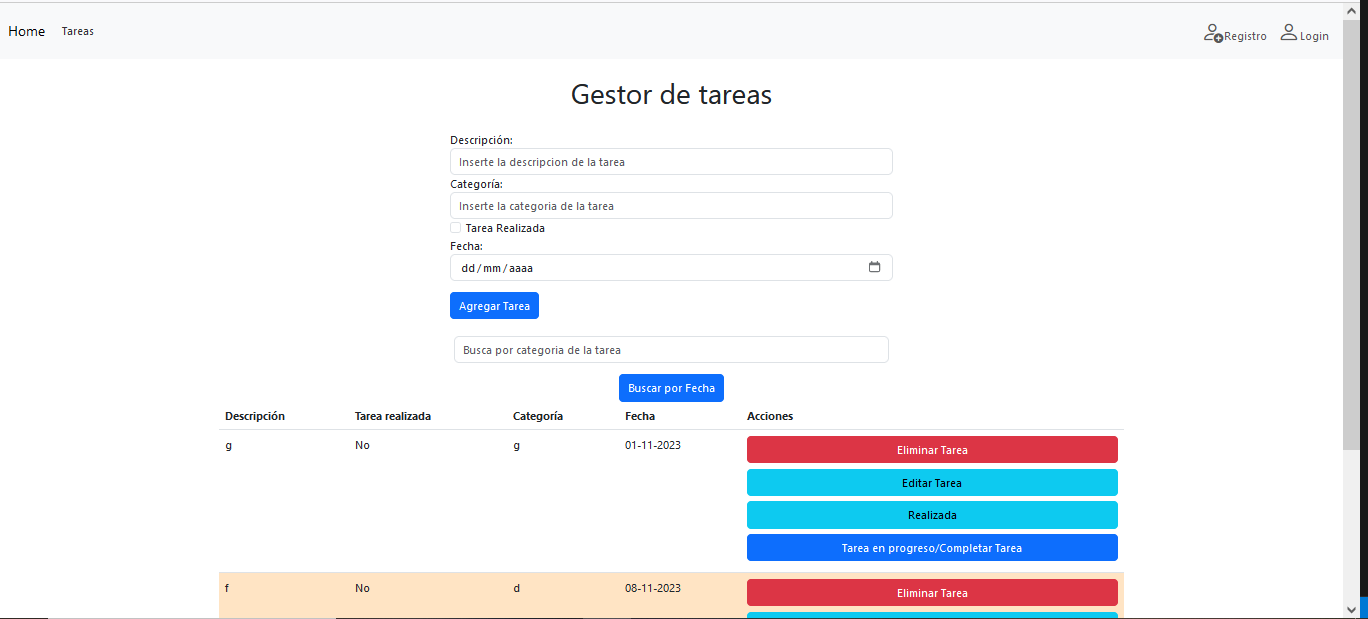 Home Tareas Registro Login
Gestor de tareas
Descripción:
Inserte la descripcion de la tarea
Categoría:
Inserte la categoria de la tarea
Tarea Realizada
Fecha:
dd/mm/aaaa
Agregar Tarea
Busca por categoria de la tarea
Buscar por Fecha
Descripción Tarea realizada Categoría Fecha Acciones
g No g 01-11-2023 Eliminar Tarea
Editar Tarea
Realizada
Tarea en progreso/Completar Tarea
f No d 08-11-2023 Eliminar Tarea